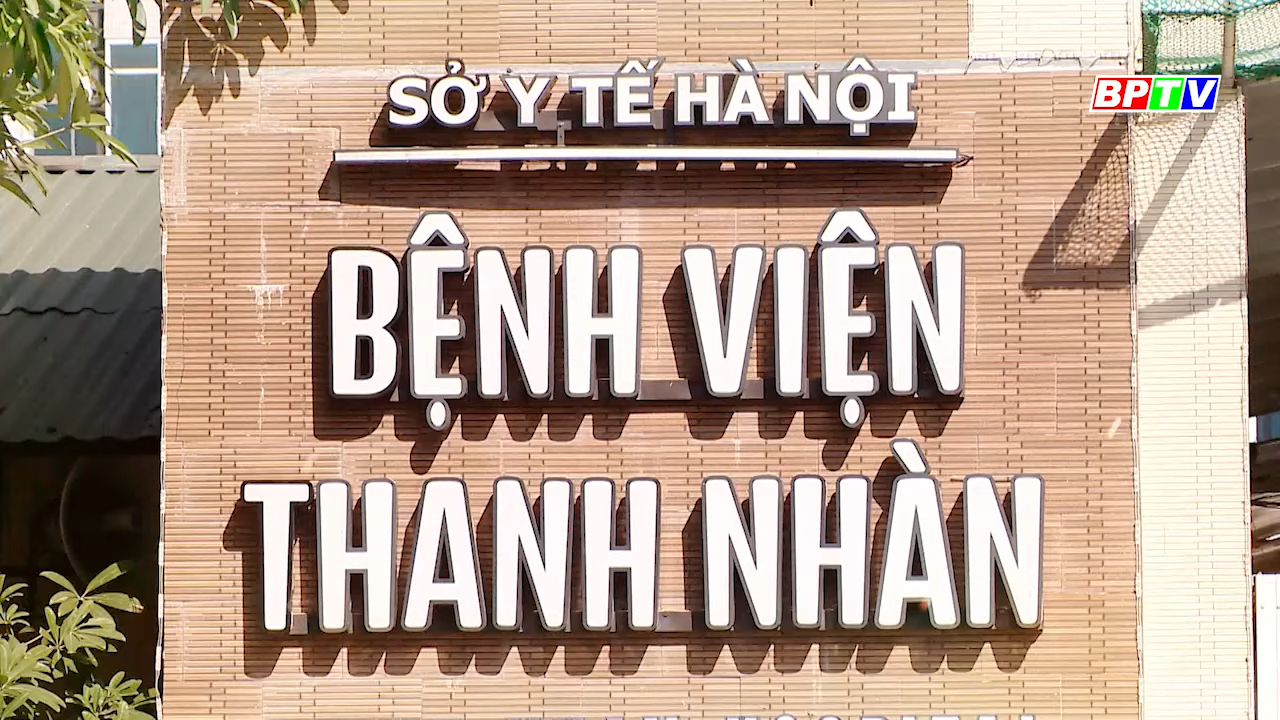 SỞ Y TẾ HÀ NỘI
BPTV
BỆNH VIỆN
THANH NHÀN